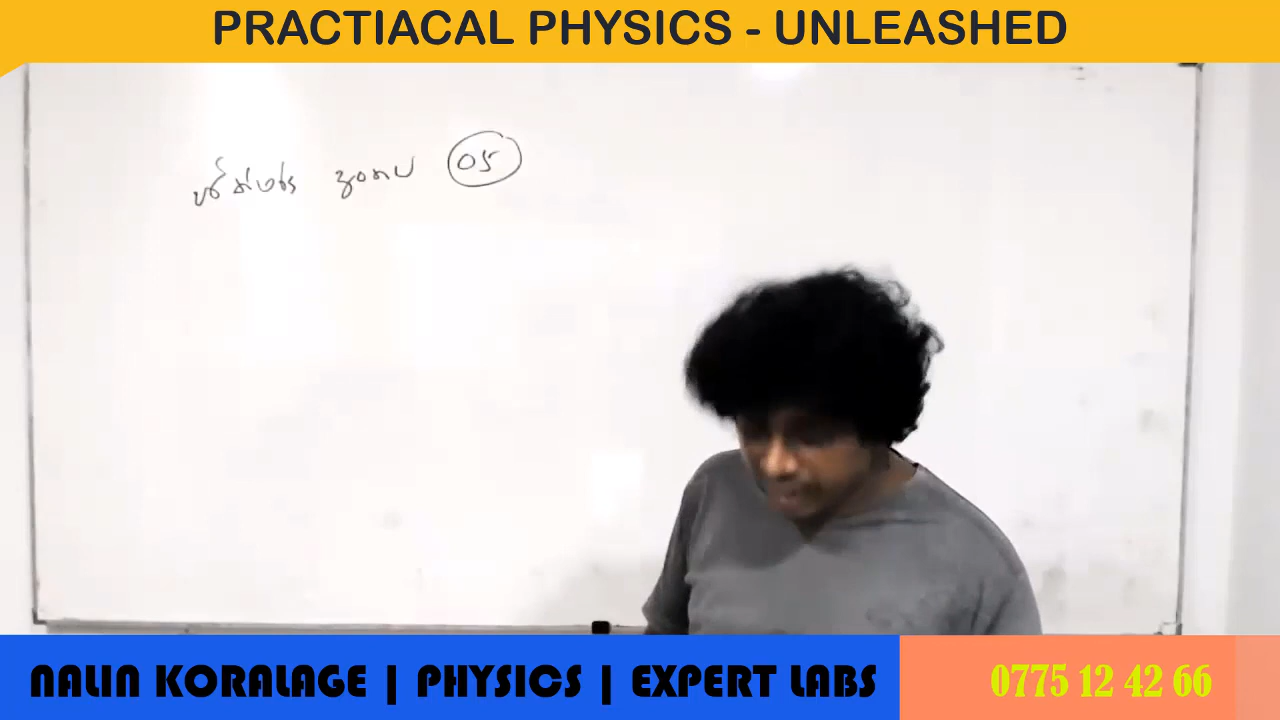 PRACTIACAL PHYSICS - UNLEASHED
05
NALIN KORALAGE | PHYSICS | EXPERT LABS
0775 12 42 66